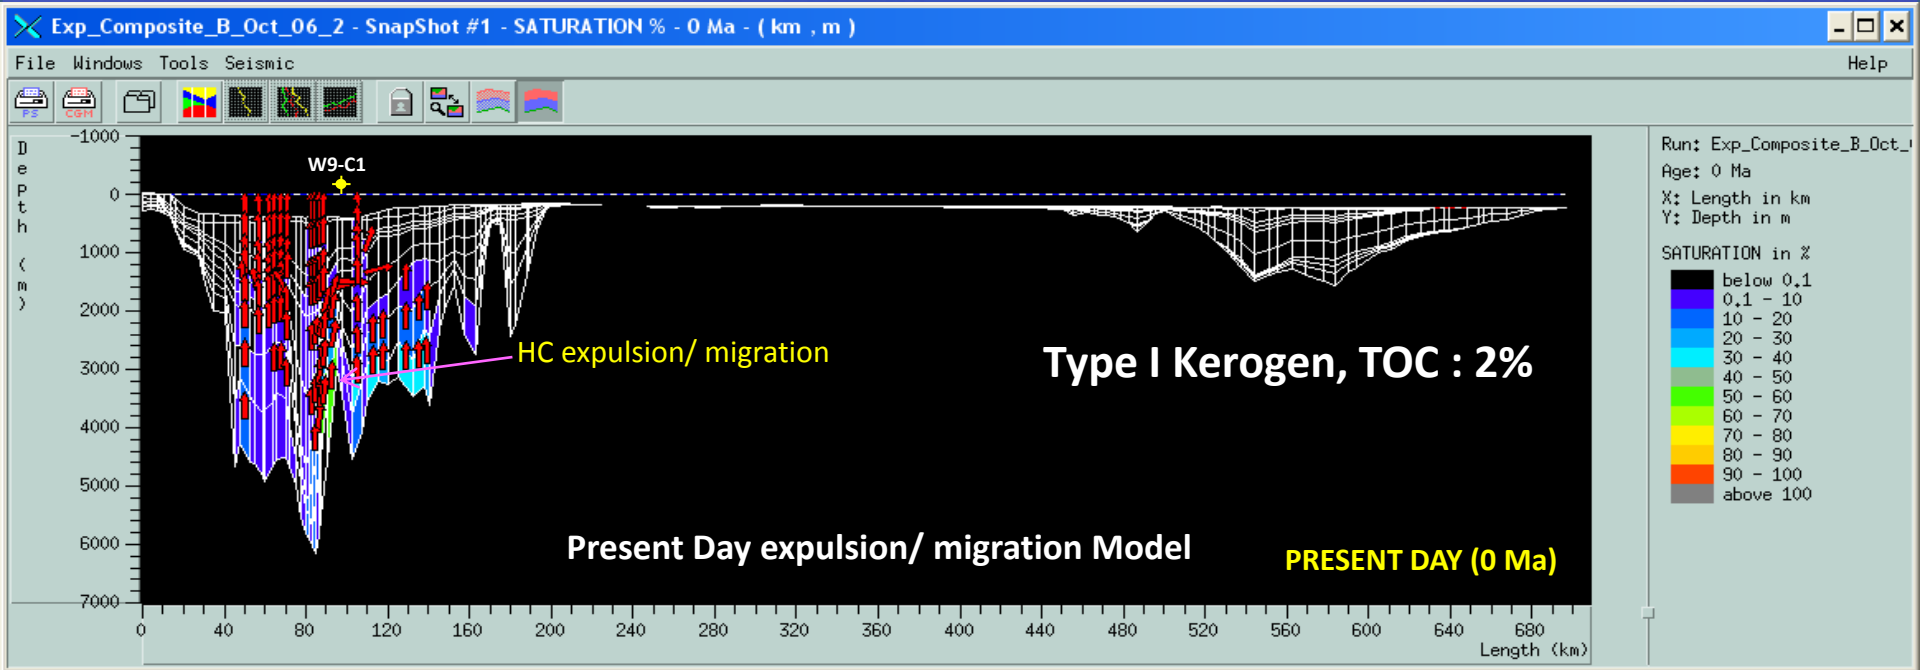 Exp_Composite_B_Oct_06_2 - SnapShot #1 - SATURATION % - 0 Ma - ( km , m )
File Windows Tools Seismic Help
PS CGM
Depth (m)
-1000
0
1000
2000
3000
4000
5000
6000
7000
W9-C1
HC expulsion/ migration
Type I Kerogen, TOC : 2%
Present Day expulsion/ migration Model
PRESENT DAY (0 Ma)
0 40 80 120 160 200 240 280 320 360 400 440 480 520 560 600 640 680
Length (km)
Run: Exp_Composite_B_Oct_
Age: 0 Ma
X: Length in km
Y: Depth in m
SATURATION in %
below 0.1
0.1 - 10
10 - 20
20 - 30
30 - 40
40 - 50
50 - 60
60 - 70
70 - 80
80 - 90
90 - 100
above 100